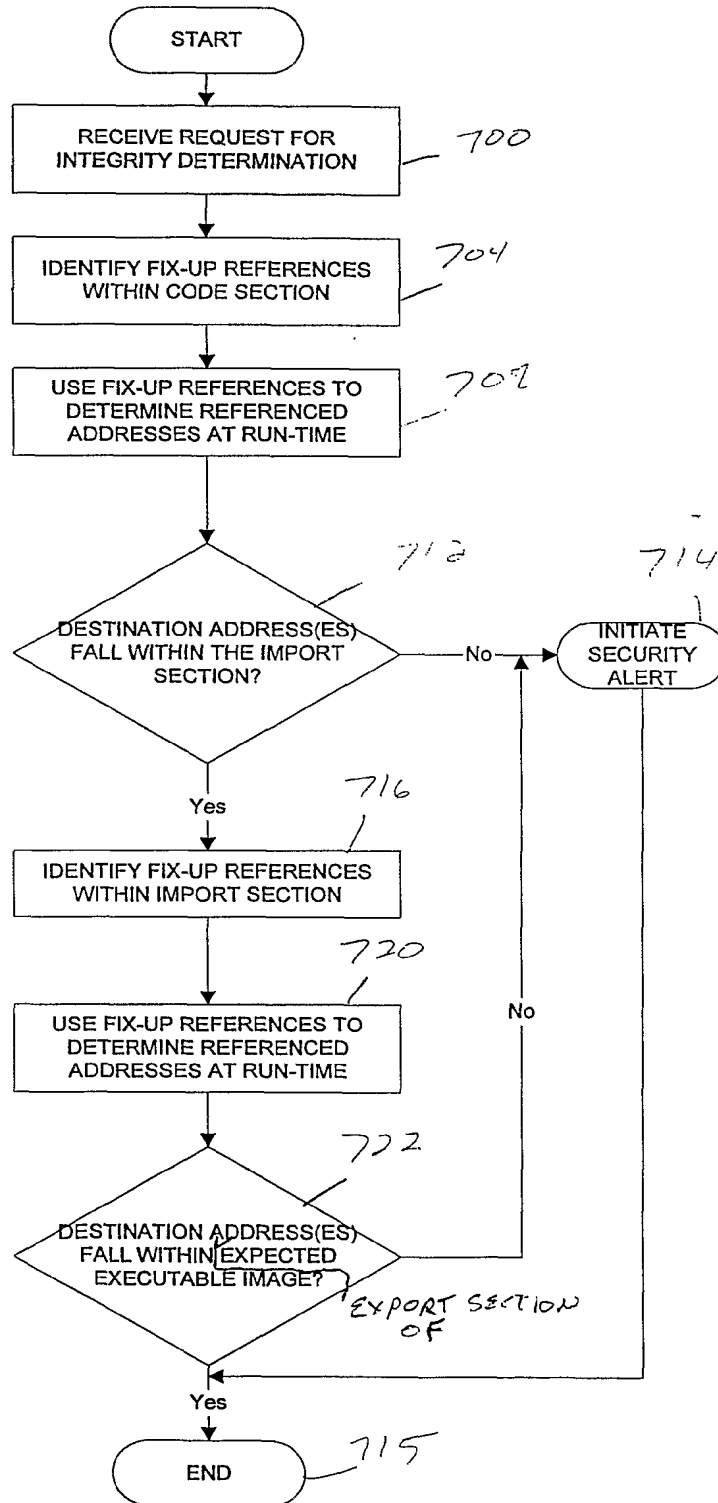 START
RECEIVE REQUEST FOR
INTEGRITY DETERMINATION
700
IDENTIFY FIX-UP REFERENCES
WITHIN CODE SECTION
704
USE FIX-UP REFERENCES TO
DETERMINE REFERENCED
ADDRESSES AT RUN-TIME
DESTINATION ADDRESS(ES)
FALL WITHIN THE IMPORT
SECTION?
712
No
INITIATE
SECURITY
ALERT
714
Yes
716
IDENTIFY FIX-UP REFERENCES
WITHIN IMPORT SECTION
720
USE FIX-UP REFERENCES TO
DETERMINE REFERENCED
ADDRESSES AT RUN-TIME
No
722
DESTINATION ADDRESS(ES)
FALL WITHIN EXPECTED
EXECUTABLE IMAGE?
EXPORT SECTION
OF
Yes
END
715